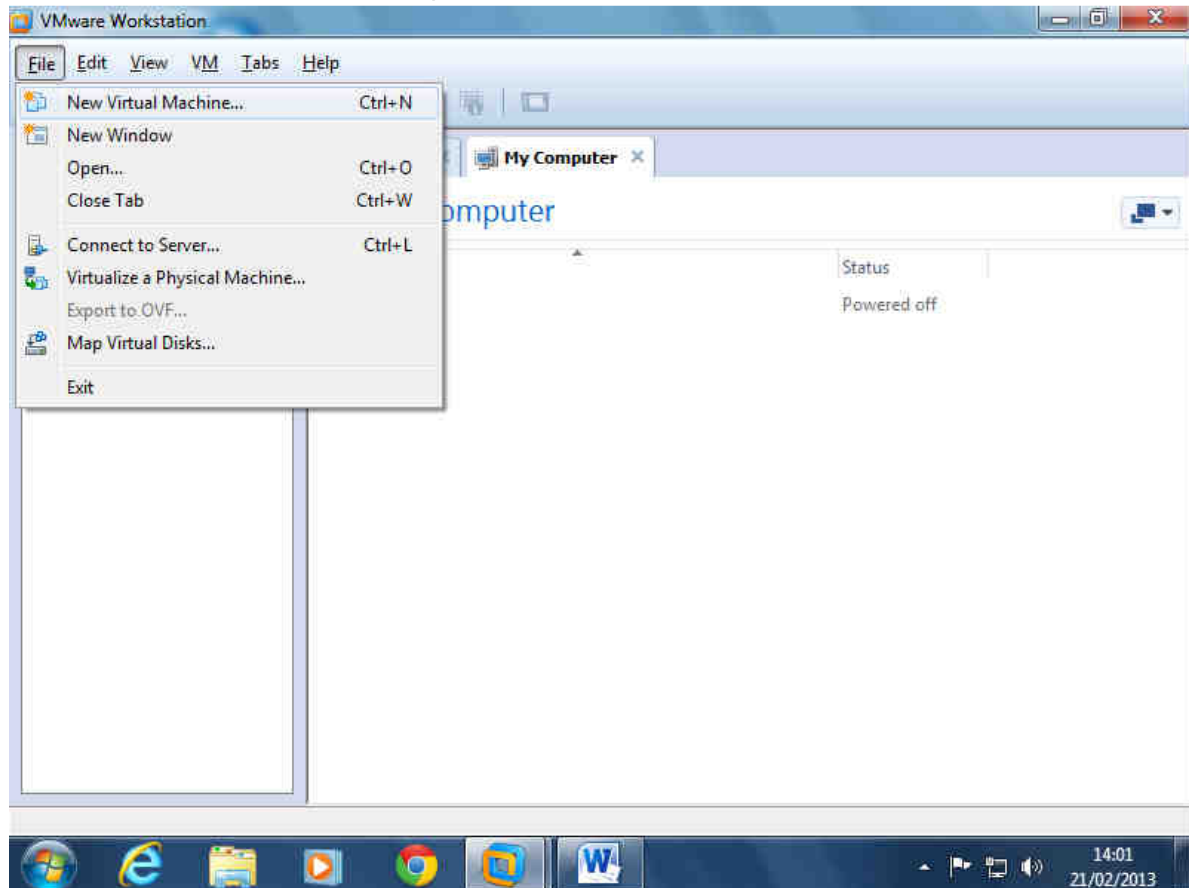 VMware Workstation
File Edit View VM Tabs Help
New Virtual Machine... Ctrl+N
New Window
Open... Ctrl+O
Close Tab Ctrl+W
Connect to Server... Ctrl+L
Virtualize a Physical Machine...
Export to OVF...
Map Virtual Disks...
Exit
My Computer
omputer
Status
Powered off
14:01
21/02/2013